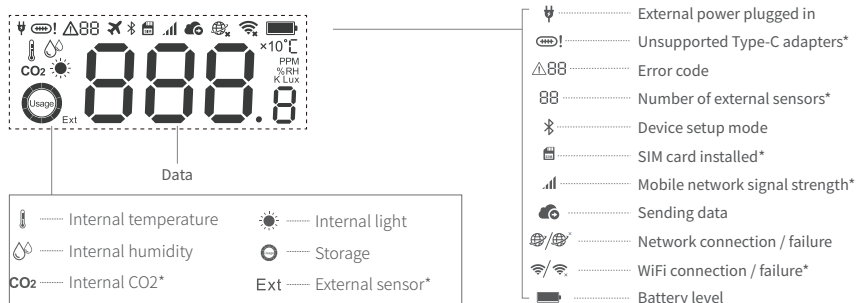 ! 88
×10°C
PPM
%RH
K Lux
CO2
Usage
Ext
888.8
Data
Internal temperature
Internal light
Internal humidity
Storage
CO2 Internal CO2*
Ext External sensor*
External power plugged in
! Unsupported Type-C adapters*
88 Error code
88 Number of external sensors*
Device setup mode
SIM card installed*
Mobile network signal strength*
Sending data
/ Network connection / failure
/ WiFi connection / failure*
Battery level